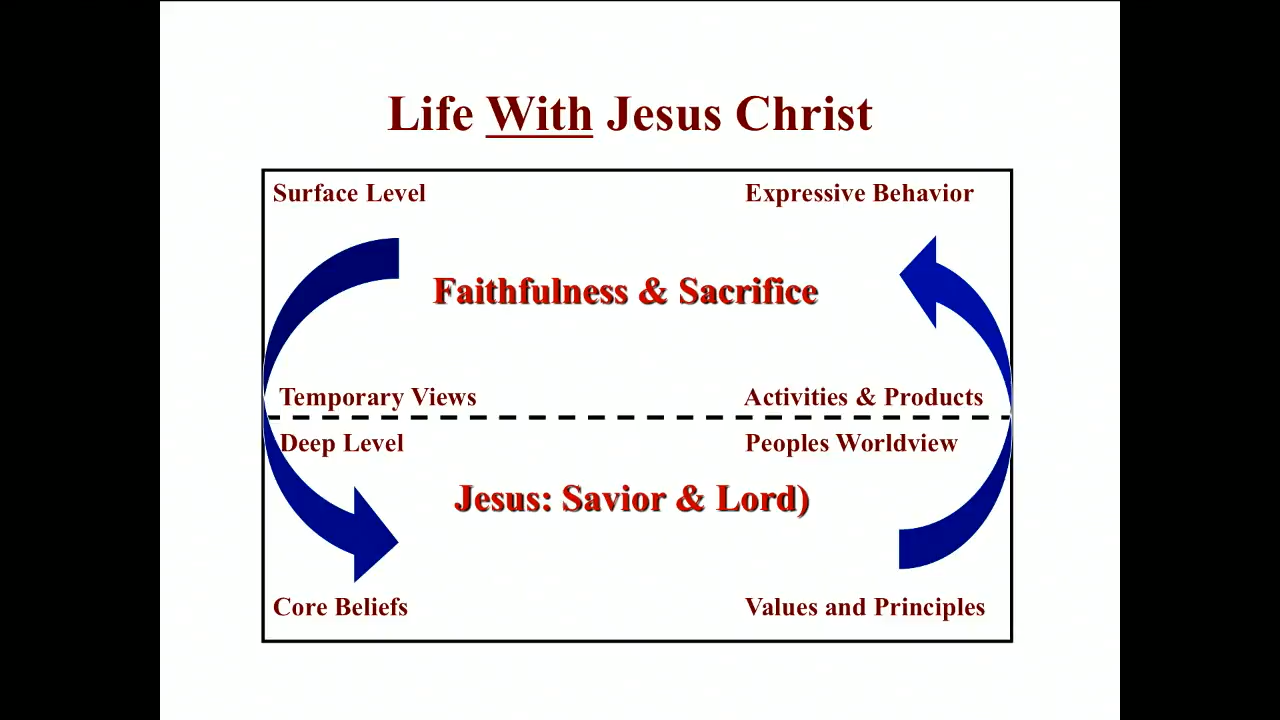 Life With Jesus Christ
Surface Level
Expressive Behavior
Faithfulness & Sacrifice
Temporary Views
Activities & Products
Deep Level
Peoples Worldview
Jesus: Savior & Lord)
Core Beliefs
Values and Principles